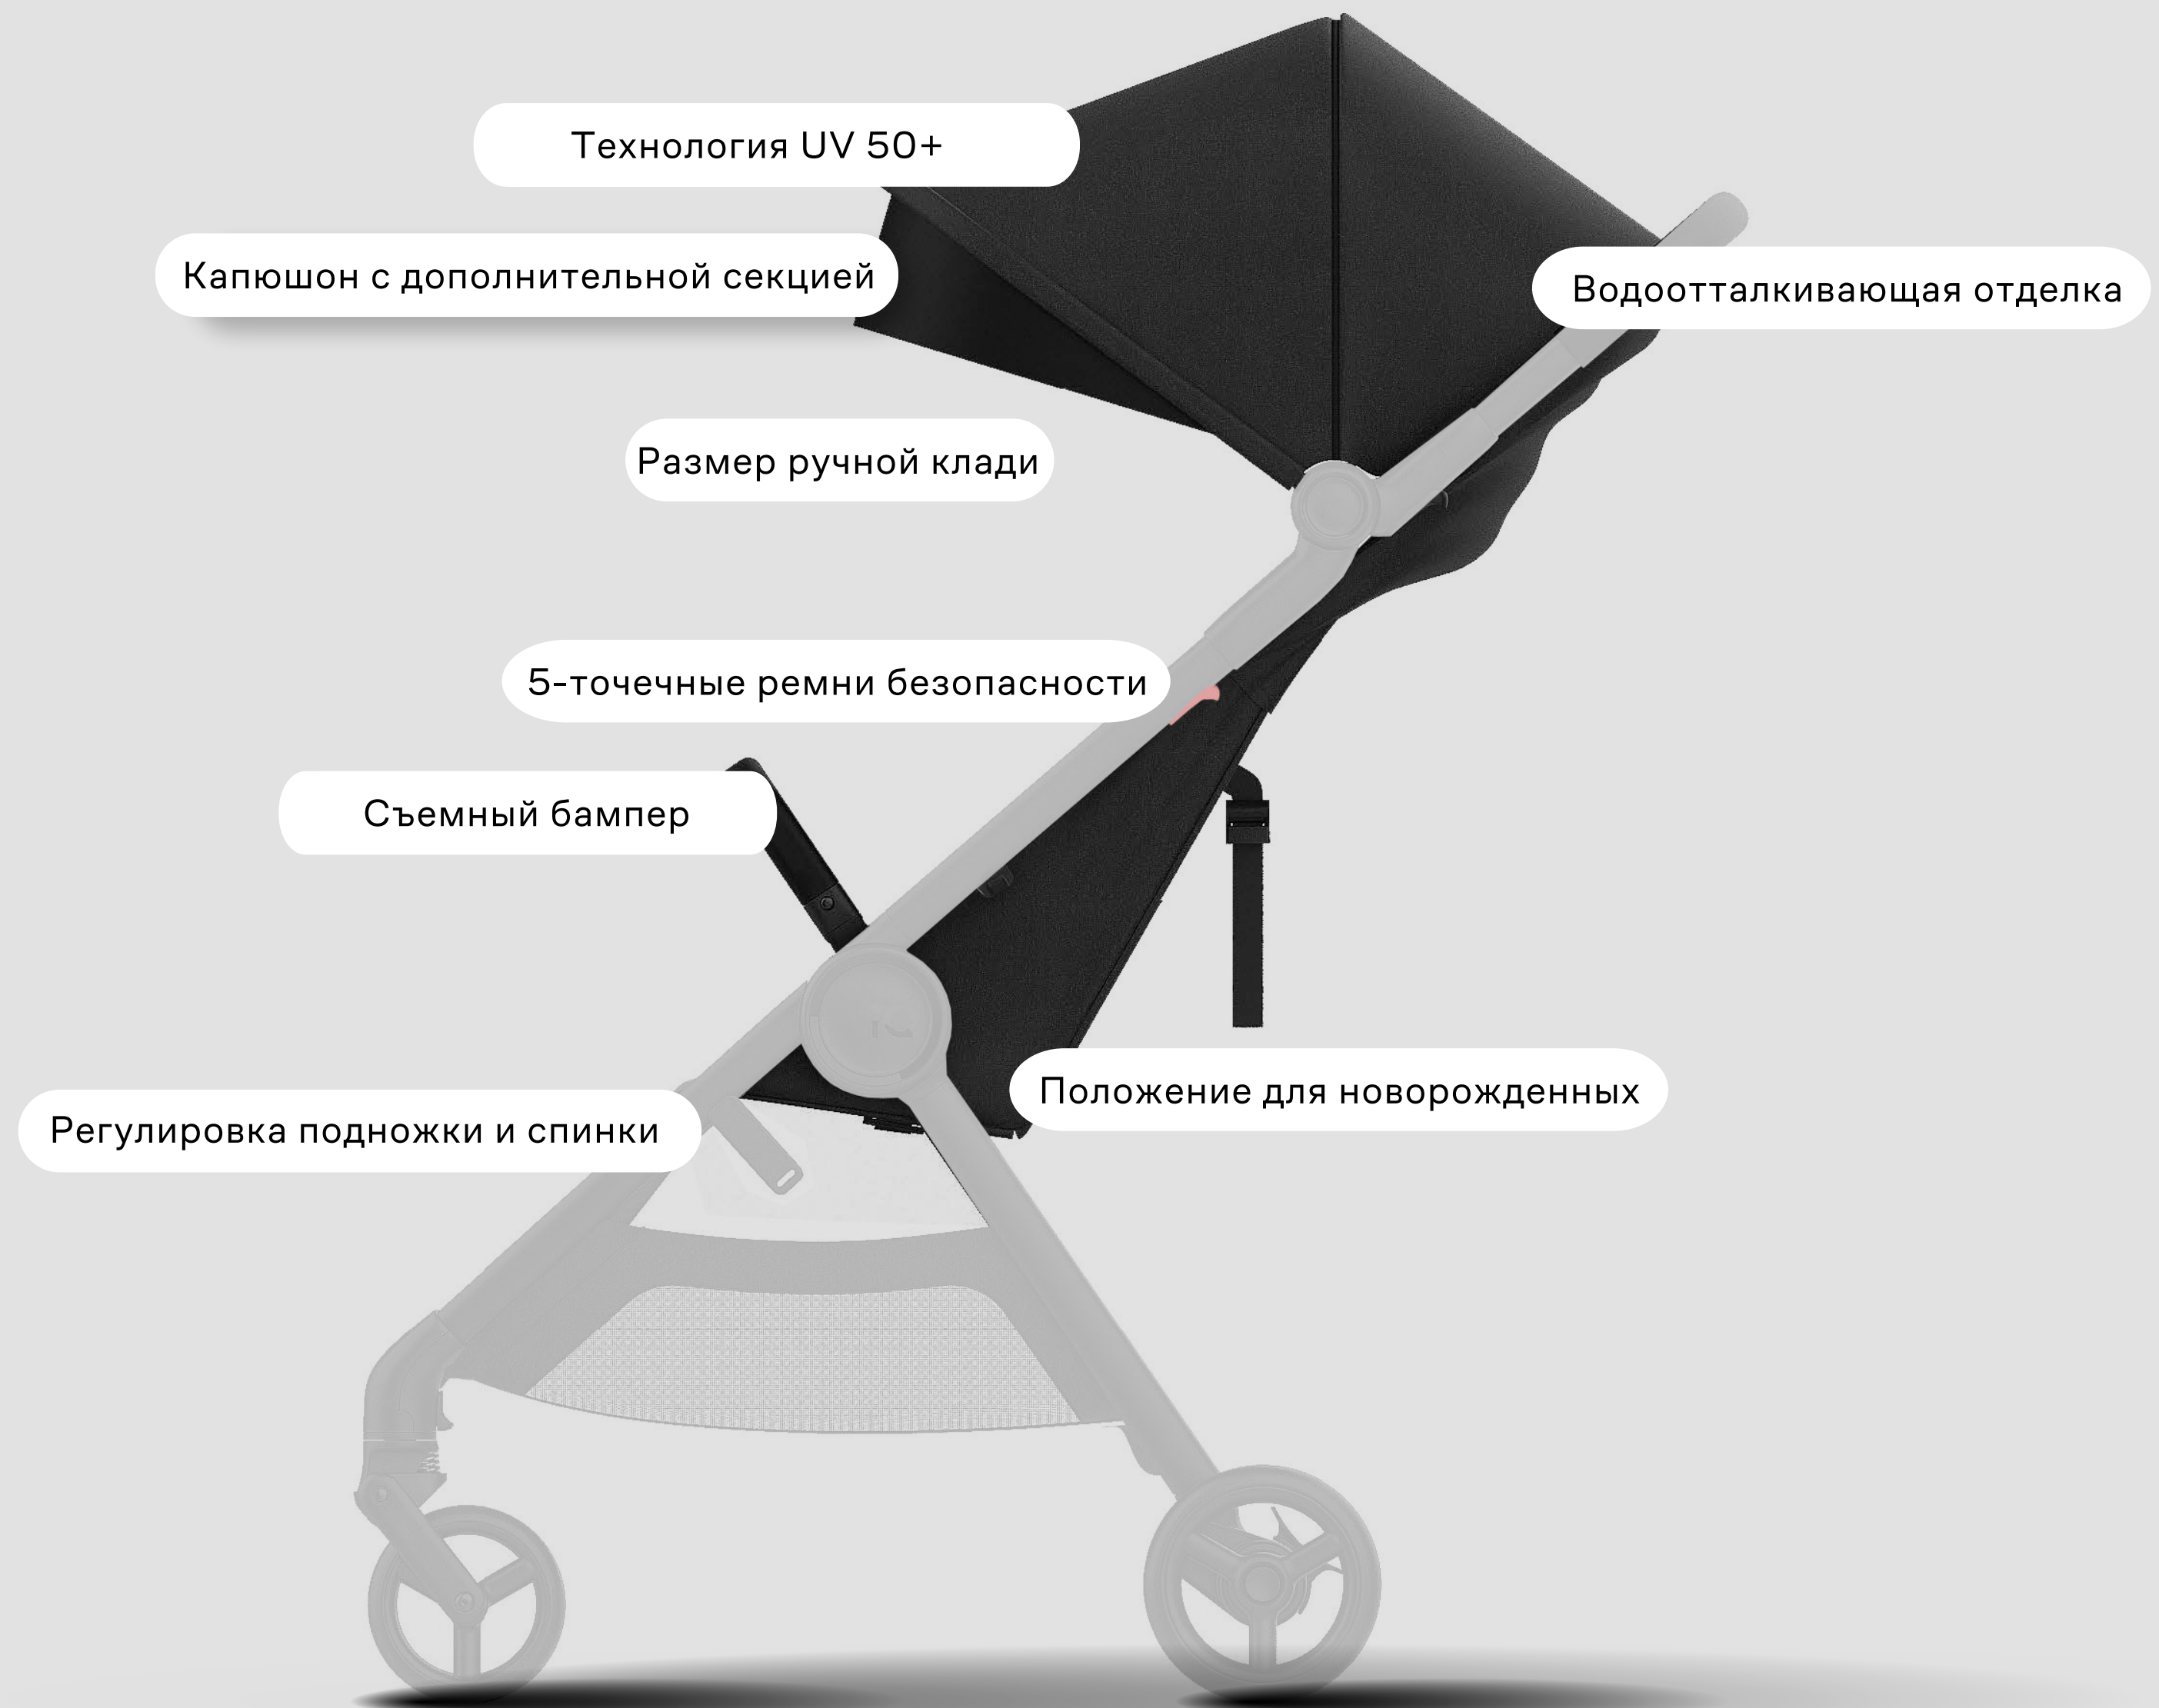 Технология UV 50+
Капюшон с дополнительной секцией
Водоотталкивающая отделка
Размер ручной клади
5-точечные ремни безопасности
Съемный бампер
Положение для новорожденных
Регулировка подножки и спинки